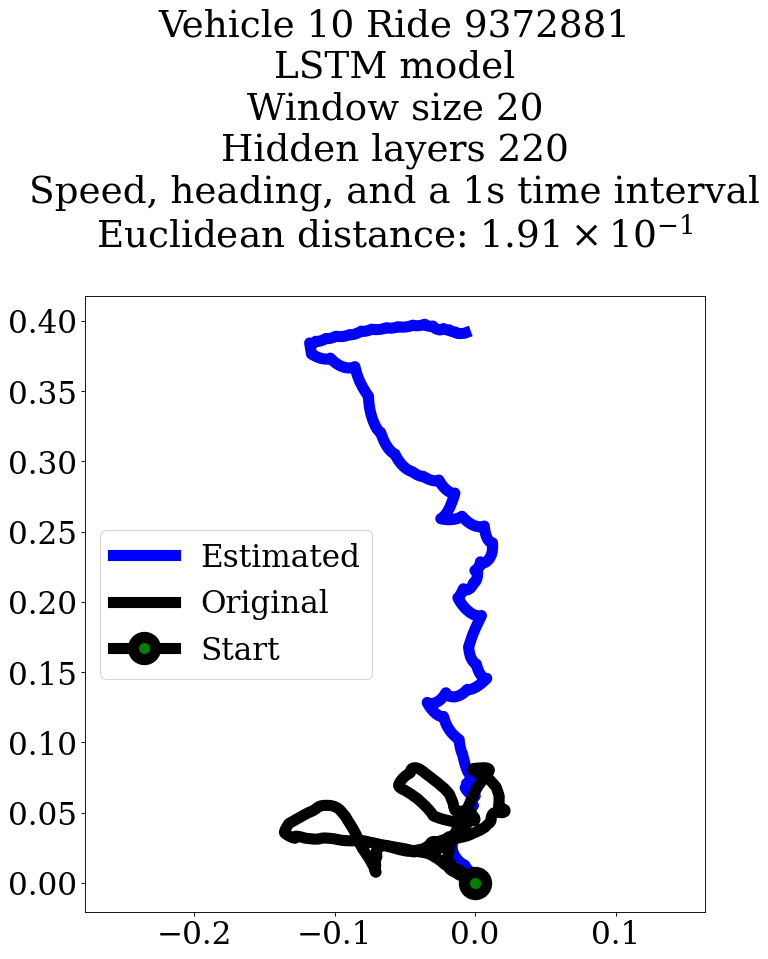 Vehicle 10 Ride 9372881
LSTM model
Window size 20
Hidden layers 220
Speed, heading, and a 1s time interval
Euclidean distance: 1.91 × 10⁻¹
0.40
0.35
0.30
0.25
0.20
0.15
0.10
0.05
0.00
Estimated
Original
Start
−0.2
−0.1
0.0
0.1